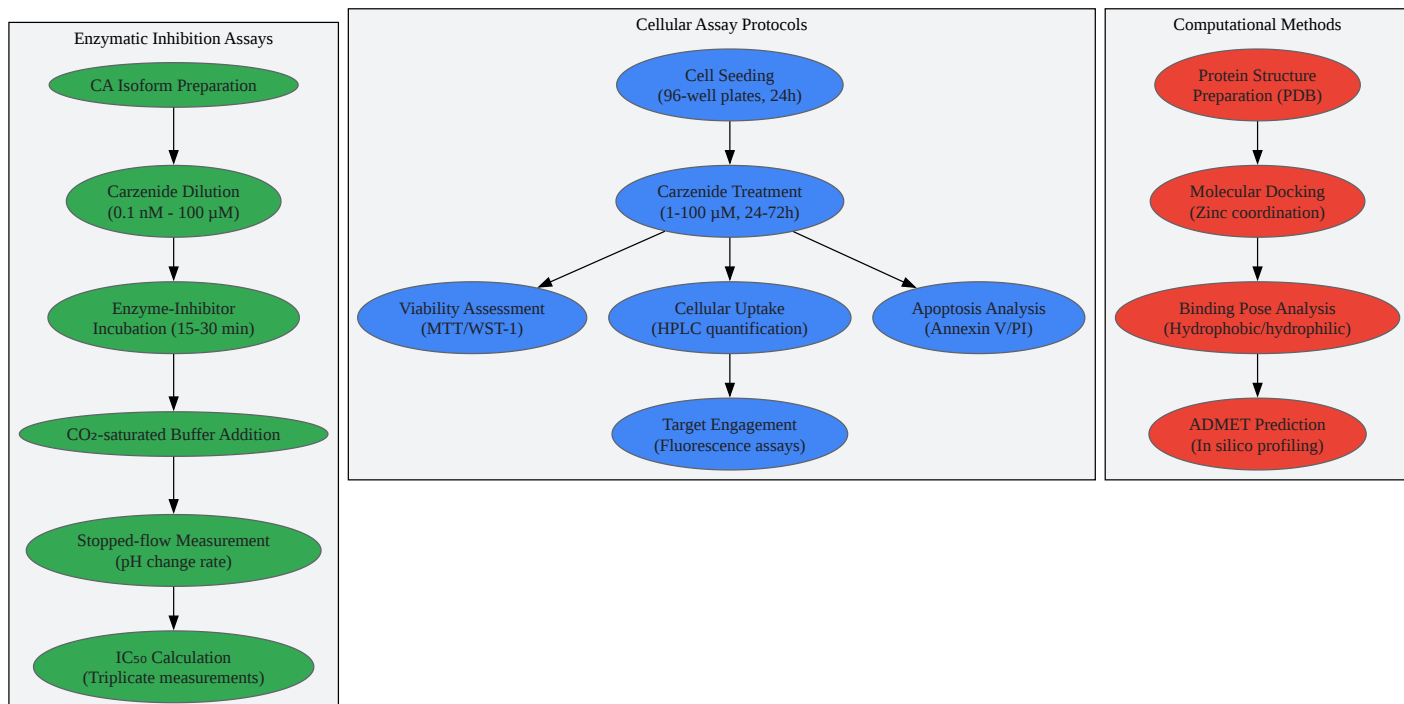 Enzymatic Inhibition Assays
CA Isoform Preparation
Carzenide Dilution
(0.1 nM - 100 µM)
Enzyme-Inhibitor
Incubation (15-30 min)
CO₂-saturated Buffer Addition
Stopped-flow Measurement
(pH change rate)
IC₅₀ Calculation
(Triplicate measurements)
Cellular Assay Protocols
Cell Seeding
(96-well plates, 24h)
Carzenide Treatment
(1-100 µM, 24-72h)
Viability Assessment
(MTT/WST-1)
Cellular Uptake
(HPLC quantification)
Apoptosis Analysis
(Annexin V/PI)
Target Engagement
(Fluorescence assays)
Computational Methods
Protein Structure
Preparation (PDB)
Molecular Docking
(Zinc coordination)
Binding Pose Analysis
(Hydrophobic/hydrophilic)
ADMET Prediction
(In silico profiling)